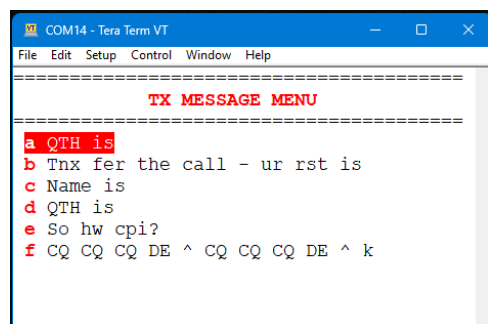 COM14 - Tera Term VT
File Edit Setup Control Window Help
==========================================
TX MESSAGE MENU
==========================================
a QTH is
b Tnx fer the call - ur rst is
c Name is
d QTH is
e So hw cpi?
f CQ CQ CQ DE ^ CQ CQ CQ DE ^ k